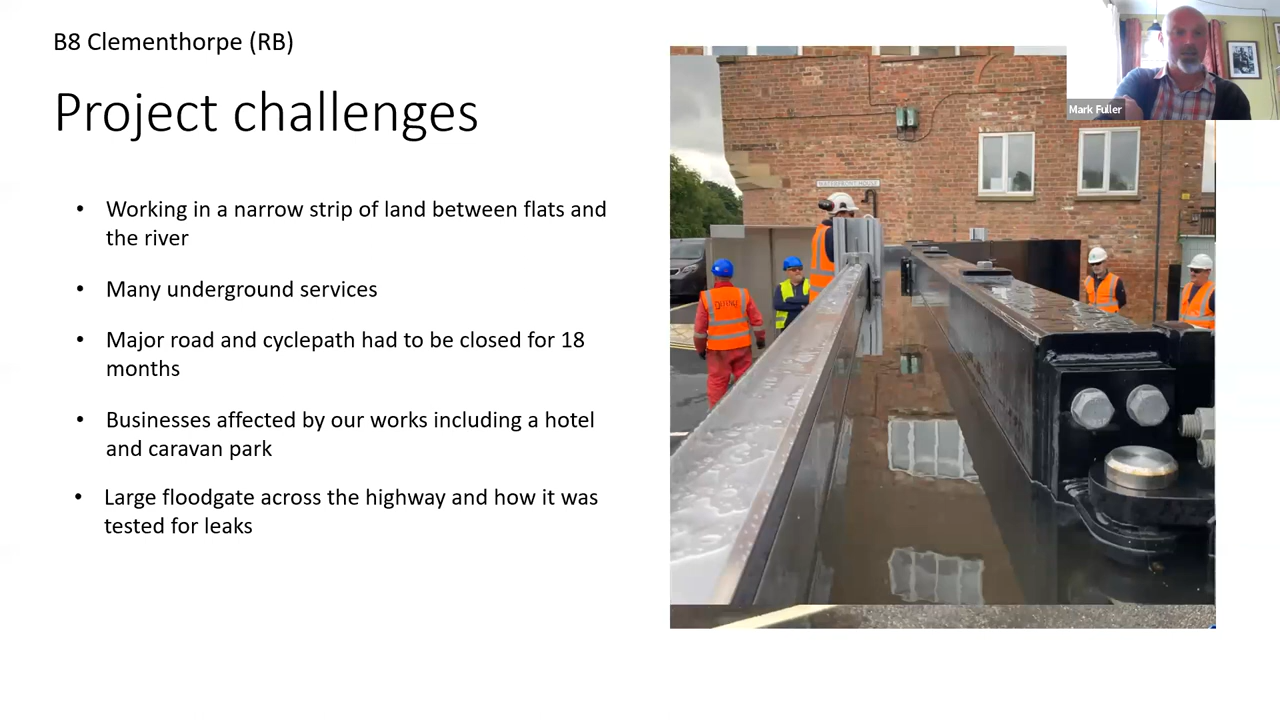 B8 Clementhorpe (RB)
Project challenges
• Working in a narrow strip of land between flats and
the river
• Many underground services
• Major road and cyclepath had to be closed for 18
months
• Businesses affected by our works including a hotel
and caravan park
• Large floodgate across the highway and how it was
tested for leaks
Mark Fuller
WATERFRONT HOUSE